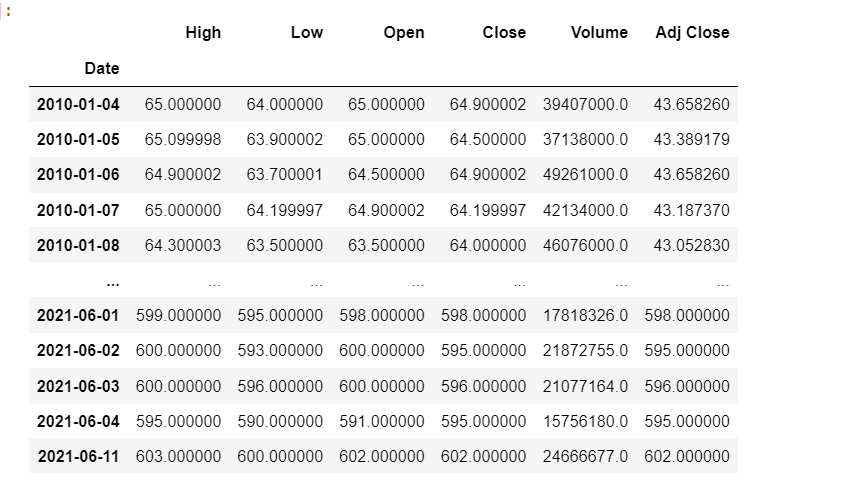 :
High Low Open Close Volume Adj Close
Date
2010-01-04 65.000000 64.000000 65.000000 64.900002 39407000.0 43.658260
2010-01-05 65.099998 63.900002 65.000000 64.500000 37138000.0 43.389179
2010-01-06 64.900002 63.700001 64.500000 64.900002 49261000.0 43.658260
2010-01-07 65.000000 64.199997 64.900002 64.199997 42134000.0 43.187370
2010-01-08 64.300003 63.500000 63.500000 64.000000 46076000.0 43.052830
... ... ... ... ... ... ...
2021-06-01 599.000000 595.000000 598.000000 598.000000 17818326.0 598.000000
2021-06-02 600.000000 593.000000 600.000000 595.000000 21872755.0 595.000000
2021-06-03 600.000000 596.000000 600.000000 596.000000 21077164.0 596.000000
2021-06-04 595.000000 590.000000 591.000000 595.000000 15756180.0 595.000000
2021-06-11 603.000000 600.000000 602.000000 602.000000 24666677.0 602.000000